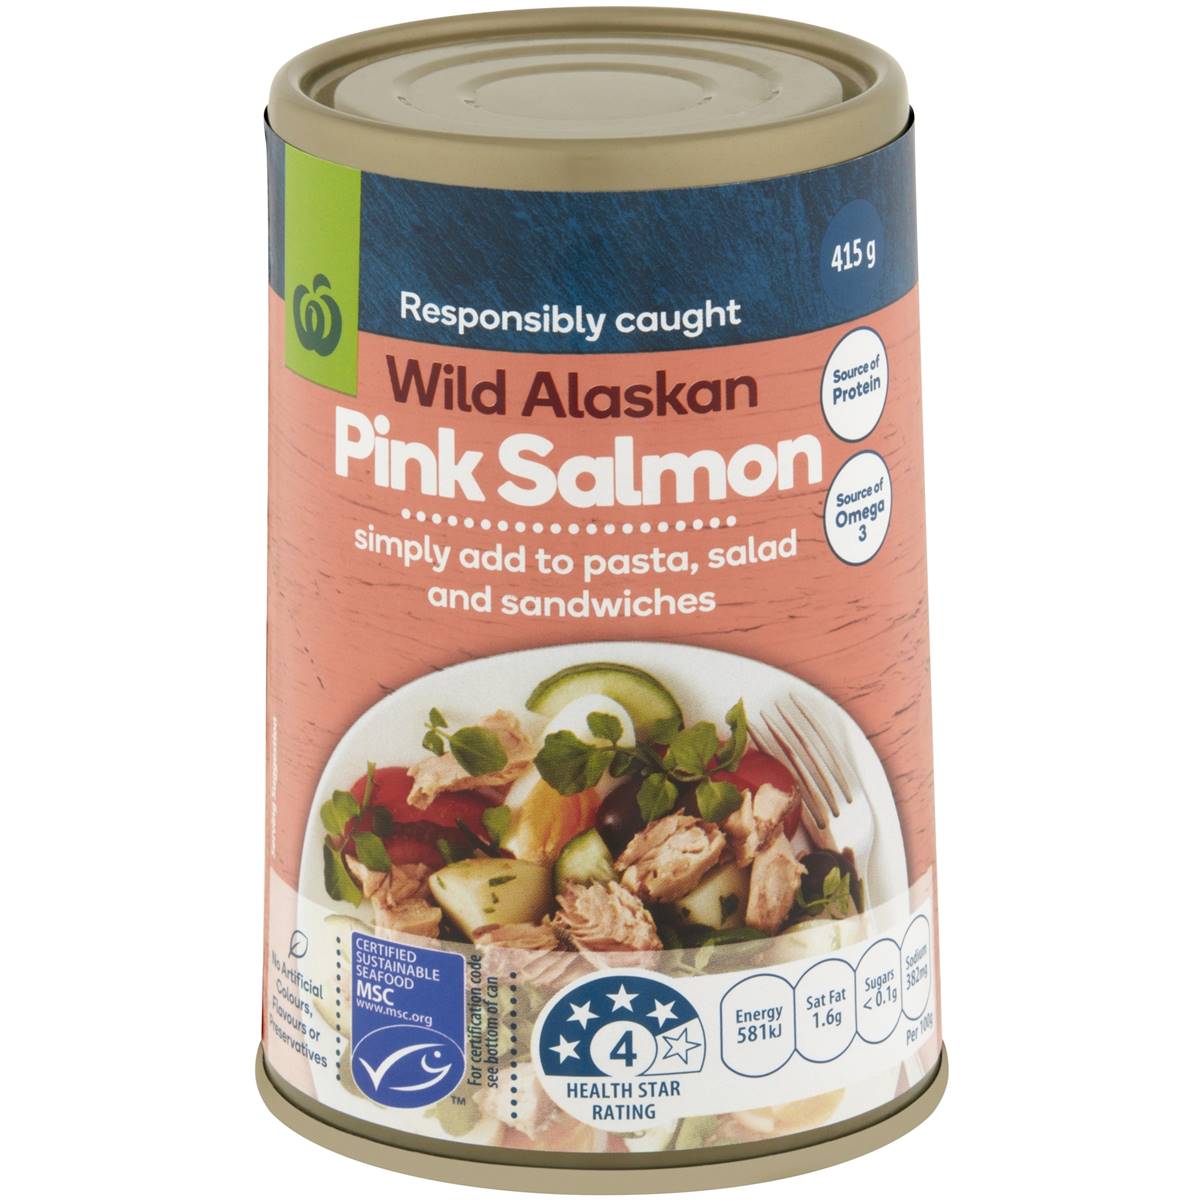 415 g
Responsibly caught
Wild Alaskan
Pink Salmon
Source of
Protein
Source of
Omega
3
simply add to pasta, salad
and sandwiches
Serving Suggestion
No Artificial
Colours,
Flavours or
Preservatives
CERTIFIED
SUSTAINABLE
SEAFOOD
MSC
www.msc.org
TM
For certification code
see bottom of can
4
HEALTH STAR
RATING
Energy
581kJ
Sat Fat
1.6g
Sugars
< 0.1g
Sodium
382mg
Per 100g